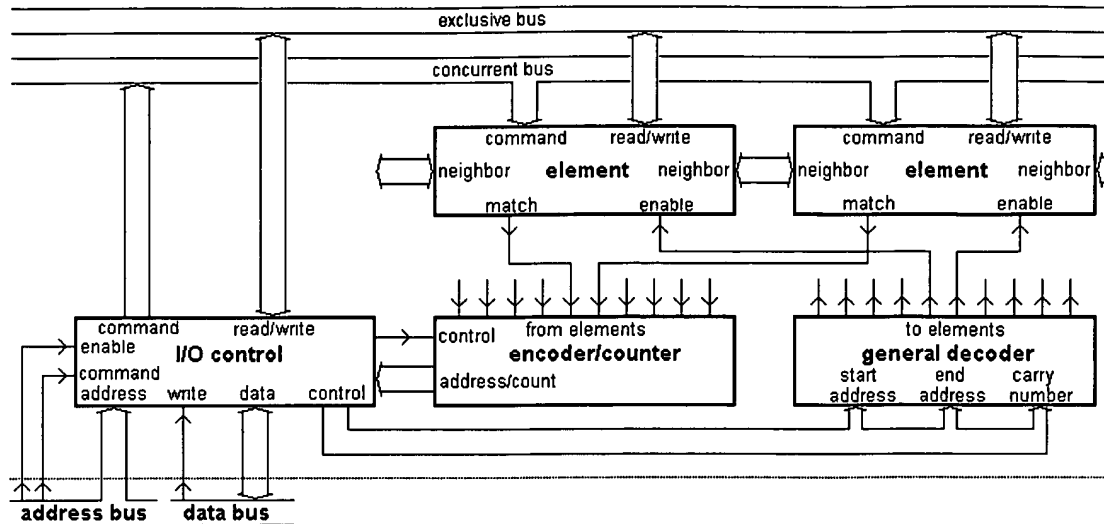 exclusive bus
concurrent bus
command read/write
neighbor element neighbor
match enable
command read/write
neighbor element neighbor
match enable
command read/write
enable I/O control
command
address write data control
control from elements
encoder/counter
address/count
to elements
general decoder
start end carry
address address number
address bus data bus